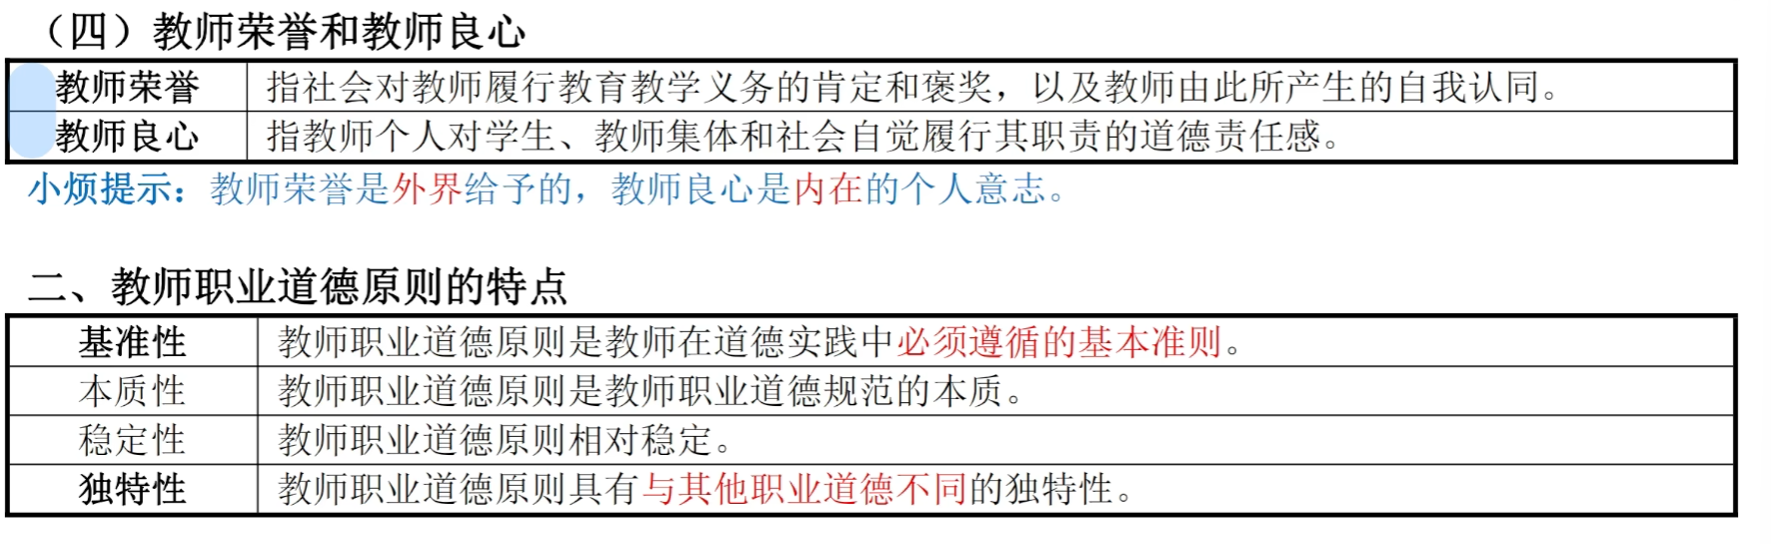 （四）教师荣誉和教师良心
教师荣誉 指社会对教师履行教育教学义务的肯定和褒奖，以及教师由此所产生的自我认同。
教师良心 指教师个人对学生、教师集体和社会自觉履行其职责的道德责任感。
小烦提示：教师荣誉是外界给予的，教师良心是内在的个人意志。
二、教师职业道德原则的特点
基准性 教师职业道德原则是教师在道德实践中必须遵循的基本准则。
本质性 教师职业道德原则是教师职业道德规范的本质。
稳定性 教师职业道德原则相对稳定。
独特性 教师职业道德原则具有与其他职业道德不同的独特性。